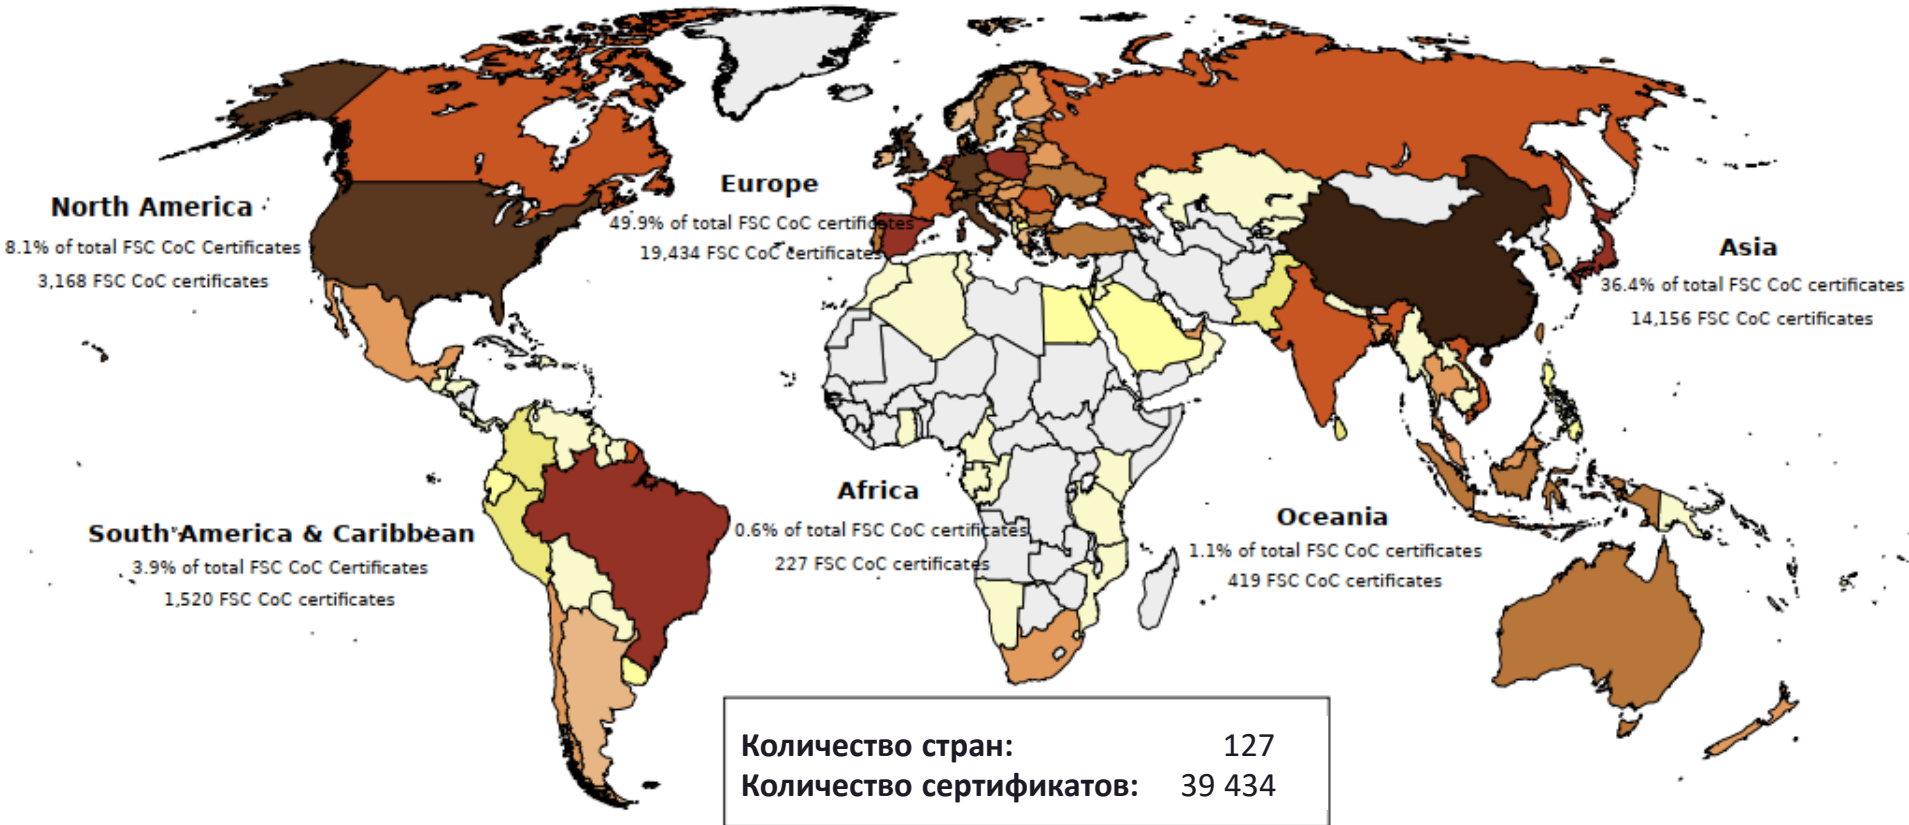 North America
8.1% of total FSC CoC Certificates
3,168 FSC CoC certificates
Europe
49.9% of total FSC CoC certificates
19,434 FSC CoC certificates
Asia
36.4% of total FSC CoC certificates
14,156 FSC CoC certificates
South America & Caribbean
3.9% of total FSC CoC Certificates
1,520 FSC CoC certificates
Africa
0.6% of total FSC CoC certificates
227 FSC CoC certificates
Oceania
1.1% of total FSC CoC certificates
419 FSC CoC certificates
Количество стран: 127
Количество сертификатов: 39 434